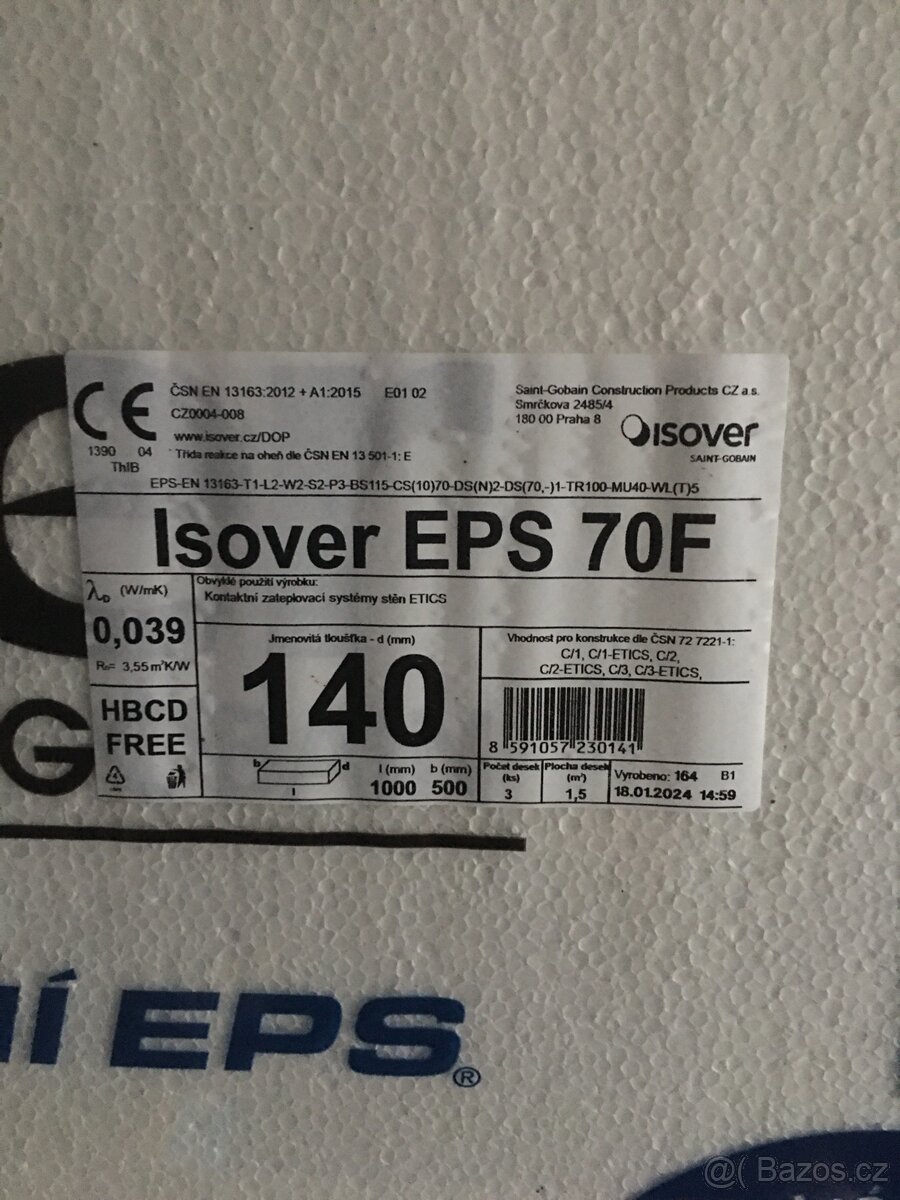 CE
1390 04
ThIB
ČSN EN 13163:2012 + A1:2015 E01 02
CZ0004-008
www.isover.cz/DOP
Třída reakce na oheň dle ČSN EN 13 501-1: E
Saint-Gobain Construction Products CZ a.s.
Smrčkova 2485/4
180 00 Praha 8
isover
SAINT-GOBAIN
EPS-EN 13163-T1-L2-W2-S2-P3-BS115-CS(10)70-DS(N)2-DS(70,-)1-TR100-MU40-WL(T)5
Isover EPS 70F
λD (W/mK)
0,039
RD= 3,55m²K/W
HBCD
FREE
Obvyklé použití výrobku:
Kontaktní zateplovací systémy stěn ETICS
Jmenovitá tloušťka - d (mm)
140
b d
l
l (mm) b (mm)
1000 500
Vhodnost pro konstrukce dle ČSN 72 7221-1:
C/1, C/1-ETICS, C/2,
C/2-ETICS, C/3, C/3-ETICS,
8 591057 230141
Počet desek
(ks)
3
Plocha desek
(m²)
1,5
Vyrobeno: 164 B1
18.01.2024 14:59
G
ní EPS®
@( Bazos.cz